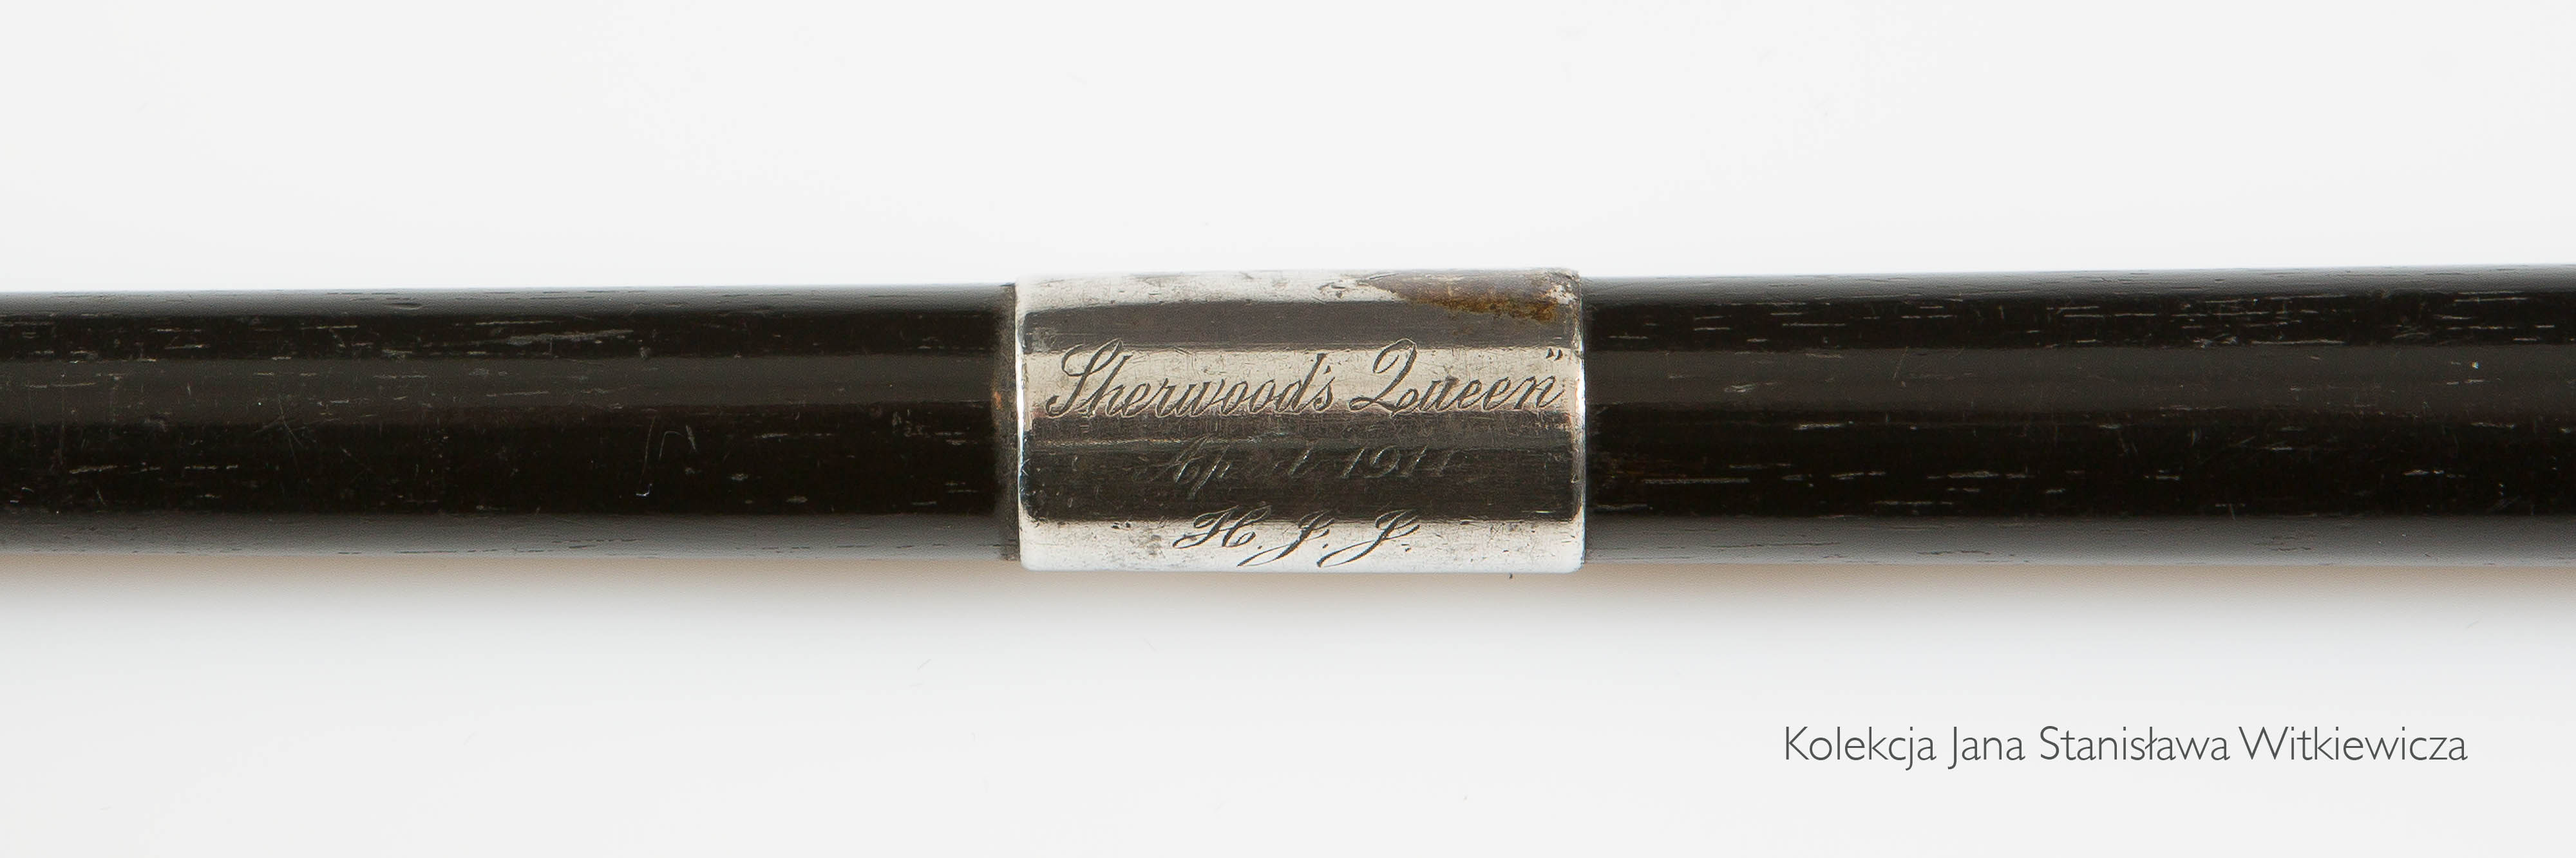 "Sherwood's Queen"
April 1911
H. J. J.
Kolekcja Jana Stanisława Witkiewicza